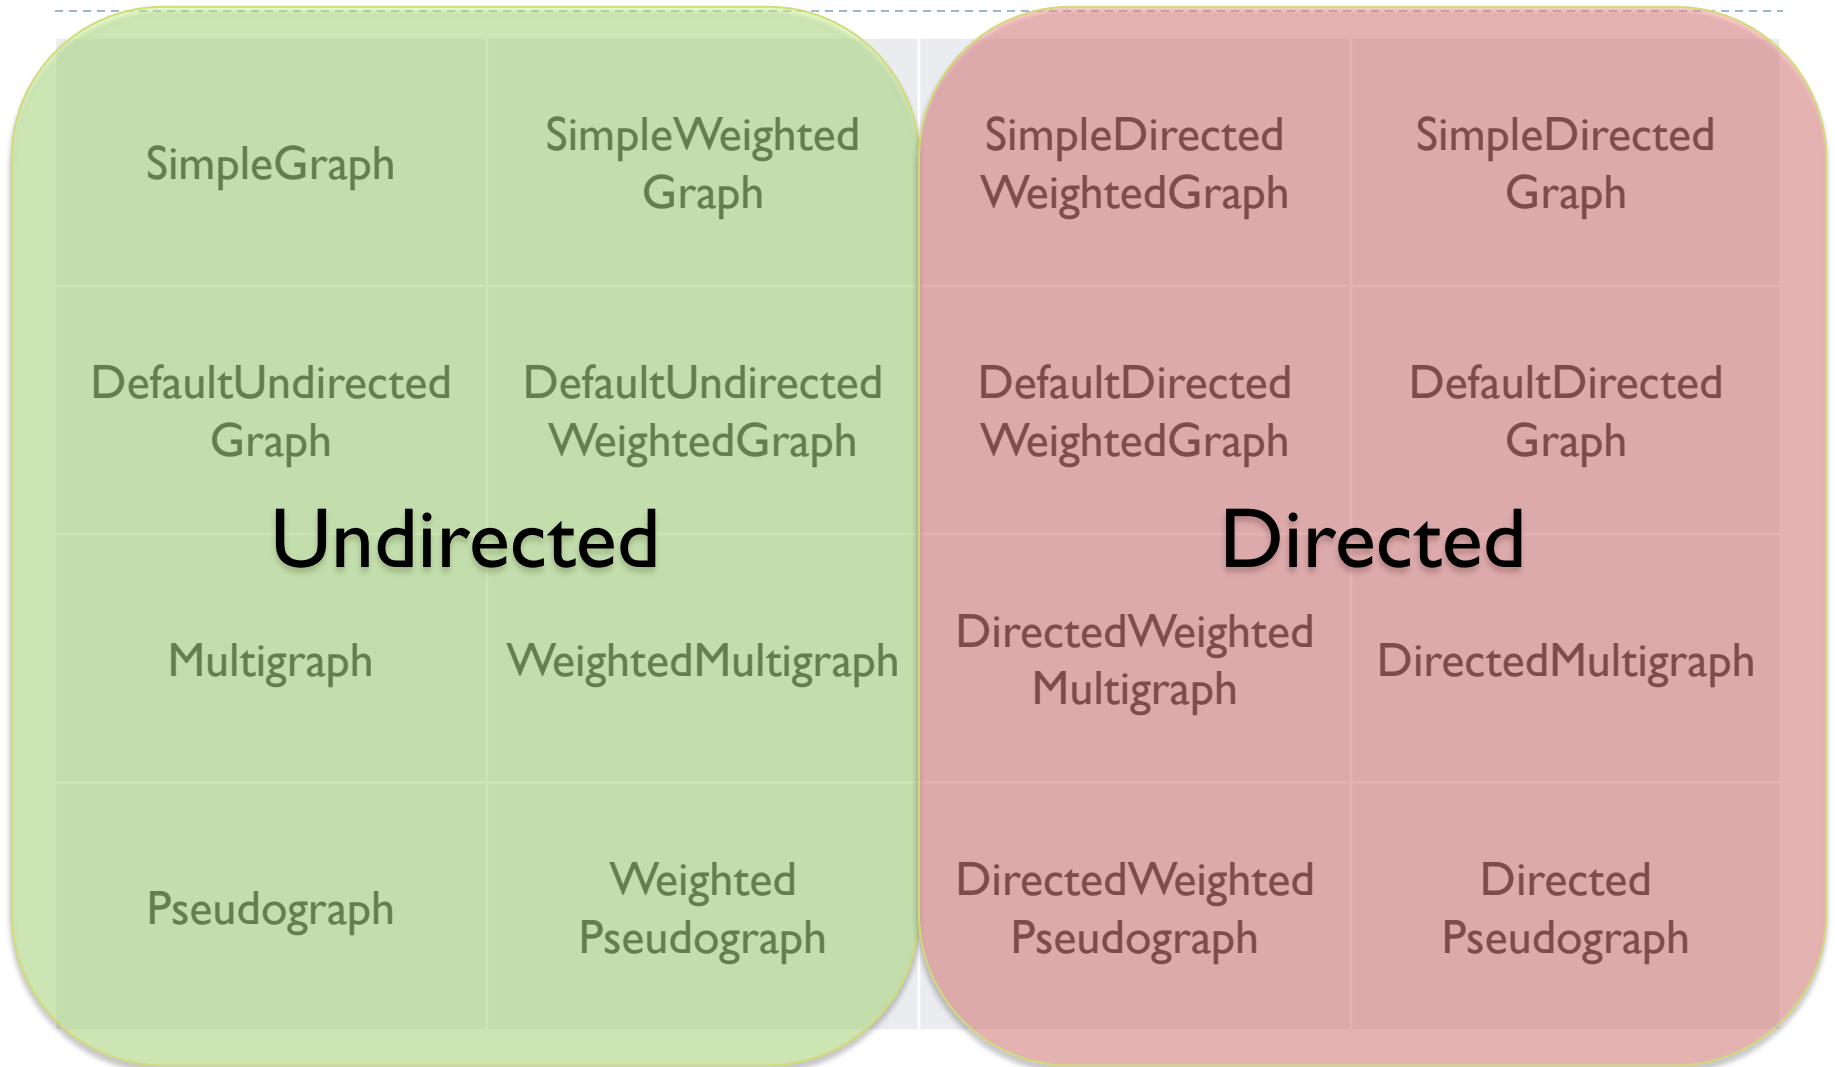 SimpleGraph
SimpleWeighted
Graph
SimpleDirected
WeightedGraph
SimpleDirected
Graph
DefaultUndirected
Graph
DefaultUndirected
WeightedGraph
DefaultDirected
WeightedGraph
DefaultDirected
Graph
Undirected
Directed
Multigraph
WeightedMultigraph
DirectedWeighted
Multigraph
DirectedMultigraph
Pseudograph
Weighted
Pseudograph
DirectedWeighted
Pseudograph
Directed
Pseudograph